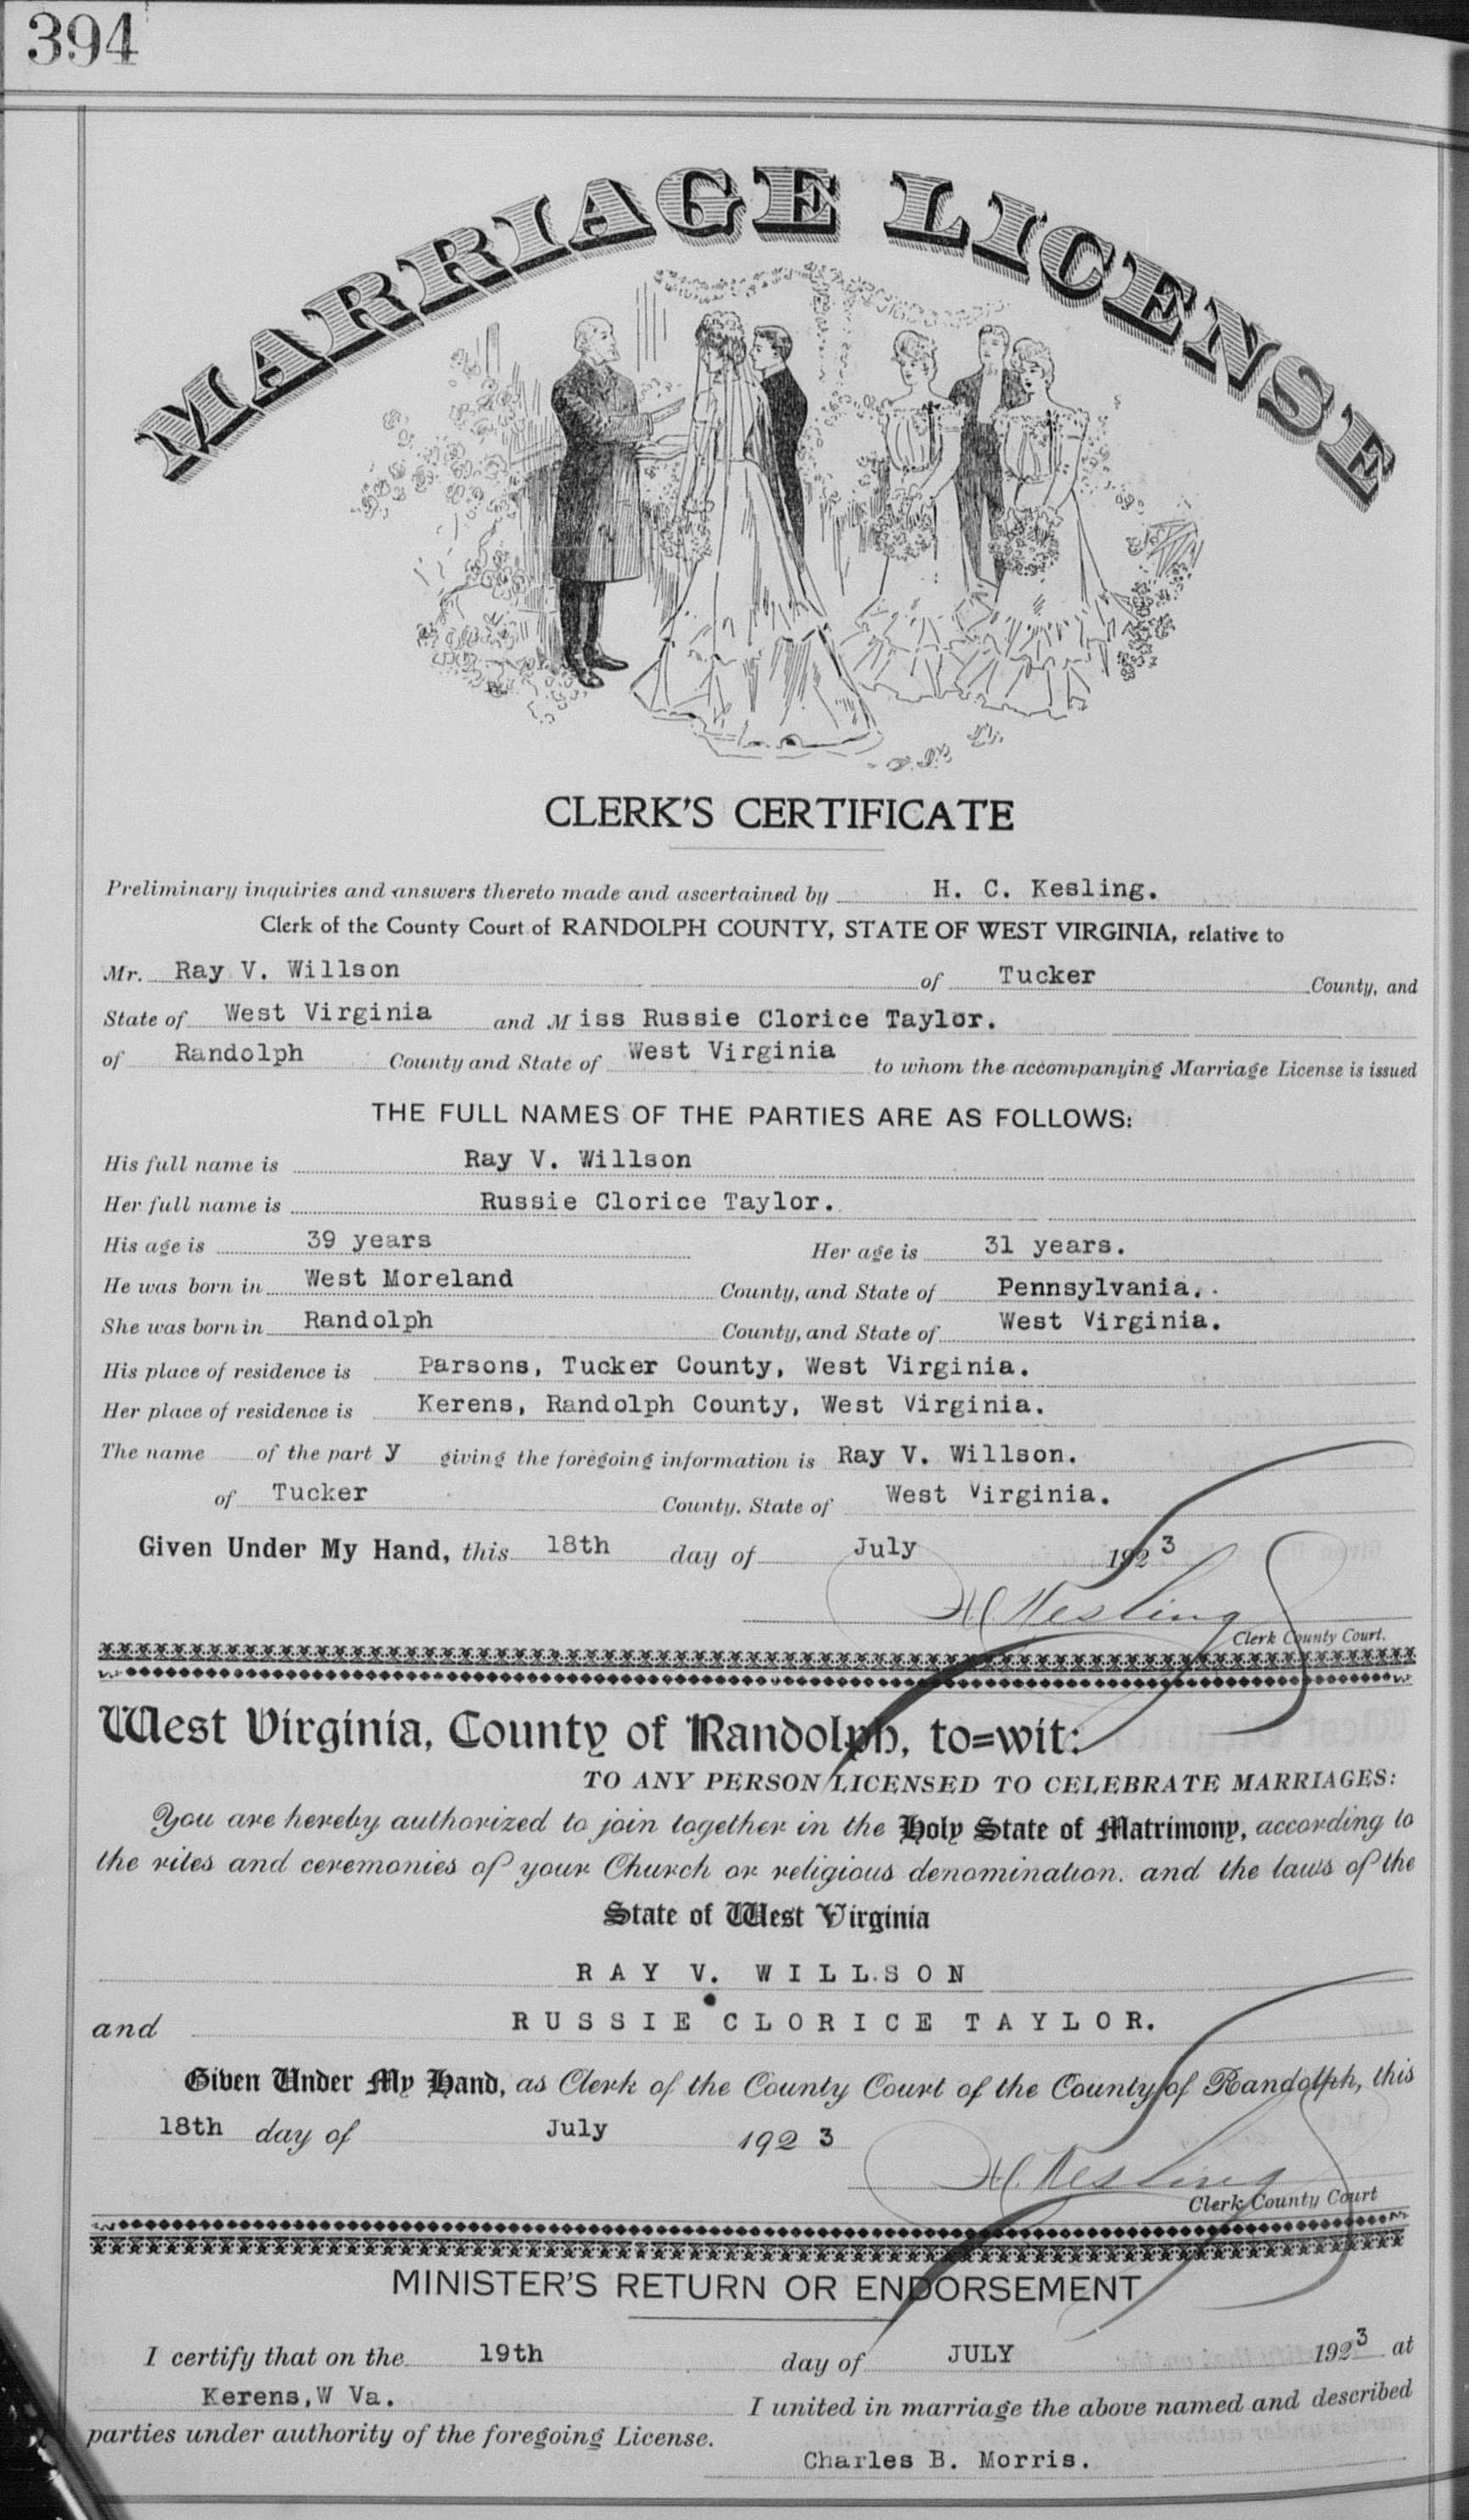 394
MARRIAGE LICENSE
CLERK'S CERTIFICATE
Preliminary inquiries and answers thereto made and ascertained by H. C. Kesling.
Clerk of the County Court of RANDOLPH COUNTY, STATE OF WEST VIRGINIA, relative to
Mr. Ray V. Willson of Tucker County, and
State of West Virginia and Miss Russie Clorice Taylor.
of Randolph County and State of West Virginia to whom the accompanying Marriage License is issued
THE FULL NAMES OF THE PARTIES ARE AS FOLLOWS:
His full name is Ray V. Willson
Her full name is Russie Clorice Taylor.
His age is 39 years Her age is 31 years.
He was born in West Moreland County, and State of Pennsylvania.
She was born in Randolph County, and State of West Virginia.
His place of residence is Parsons, Tucker County, West Virginia.
Her place of residence is Kerens, Randolph County, West Virginia.
The name of the party giving the foregoing information is Ray V. Willson.
of Tucker County. State of West Virginia.
Given Under My Hand, this 18th day of July 1923
H C Kesling
Clerk County Court.
West Virginia, County of Randolph, to=wit:
TO ANY PERSON LICENSED TO CELEBRATE MARRIAGES:
You are hereby authorized to join together in the Holy State of Matrimony, according to
the rites and ceremonies of your Church or religious denomination. and the laws of the
State of West Virginia
RAY V. WILLSON
and RUSSIE CLORICE TAYLOR.
Given Under My Hand, as Clerk of the County Court of the County of Randolph, this
18th day of July 1923
H C Kesling
Clerk County Court
MINISTER'S RETURN OR ENDORSEMENT
I certify that on the 19th day of JULY 1923 at
Kerens,W Va. I united in marriage the above named and described
parties under authority of the foregoing License.
Charles B. Morris.